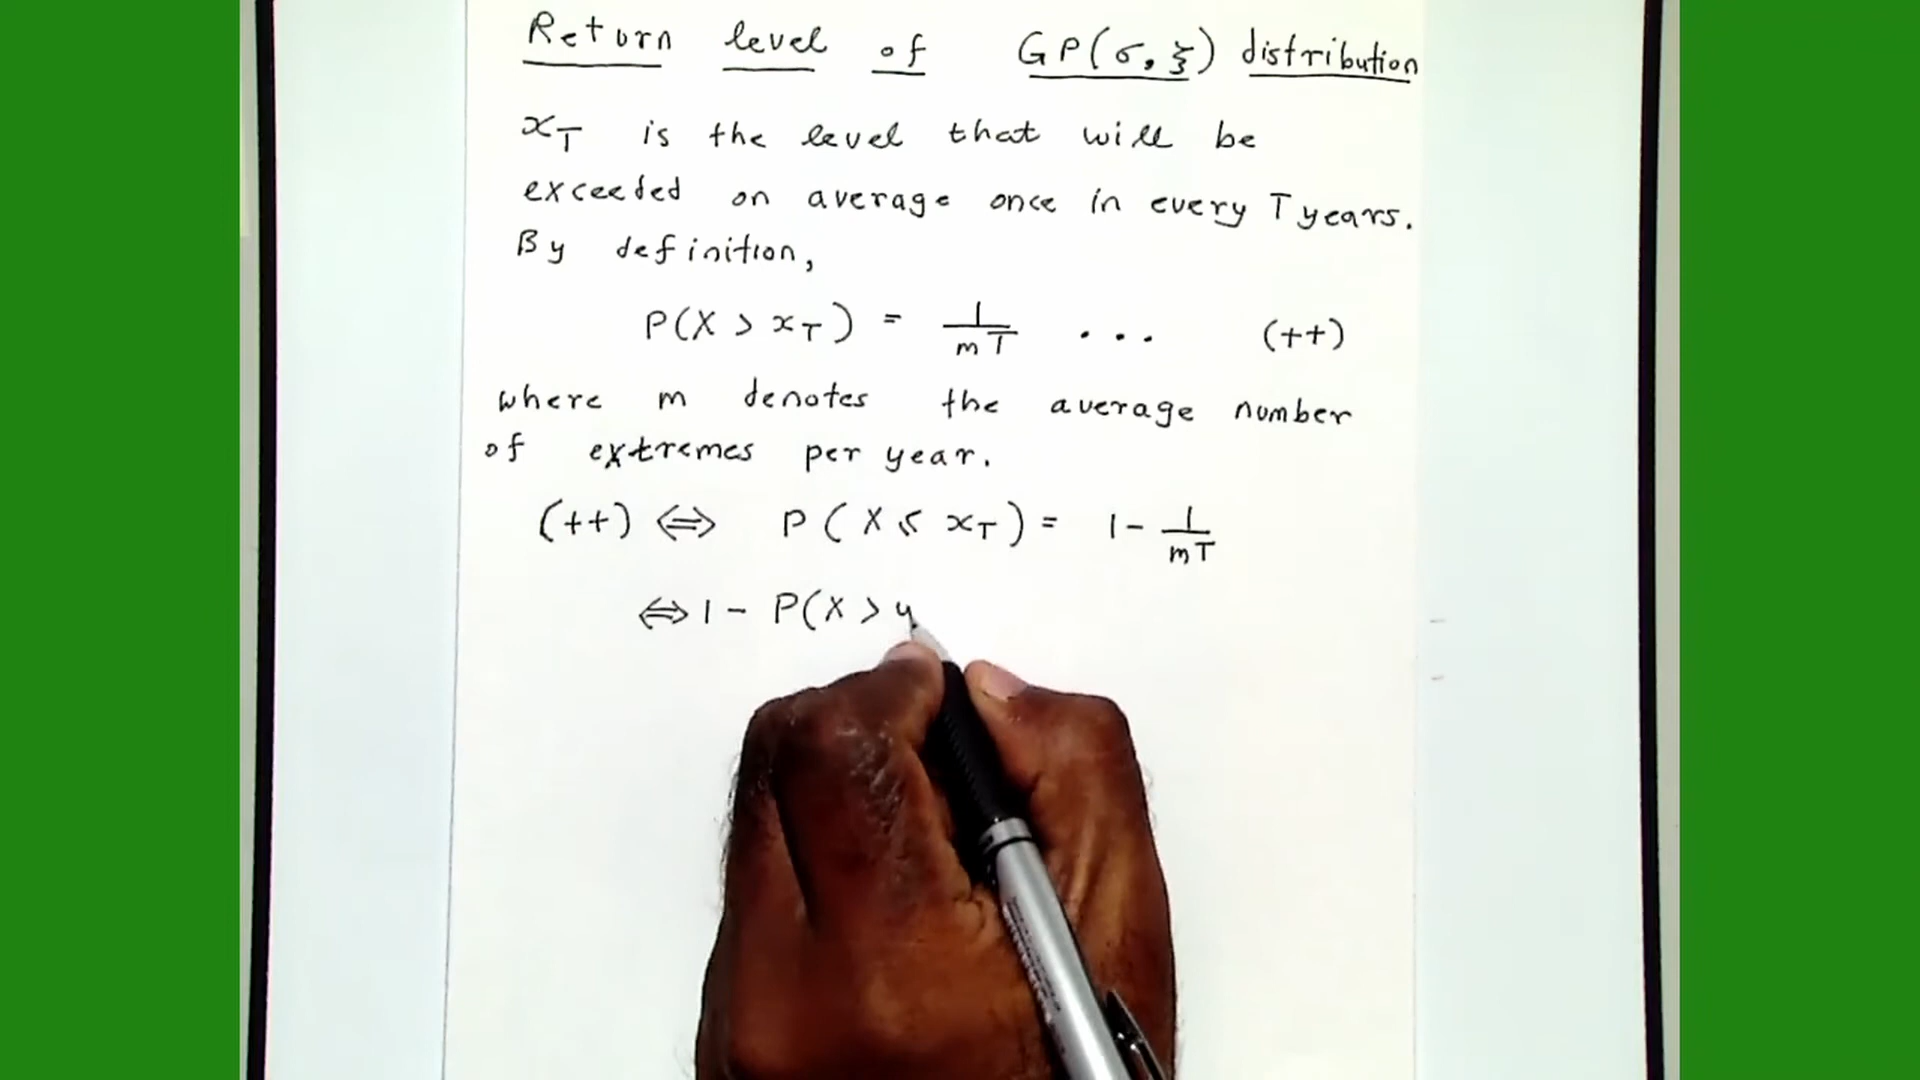 Return level of GP(σ, ξ) distribution
x_T is the level that will be
exceeded on average once in every T years.
By definition,
P(X > x_T) = 1/mT ... (++)
where m denotes the average number
of extremes per year.
(++) ⇔ P(X ≤ x_T) = 1 - 1/mT
⇔ 1 - P(X > u